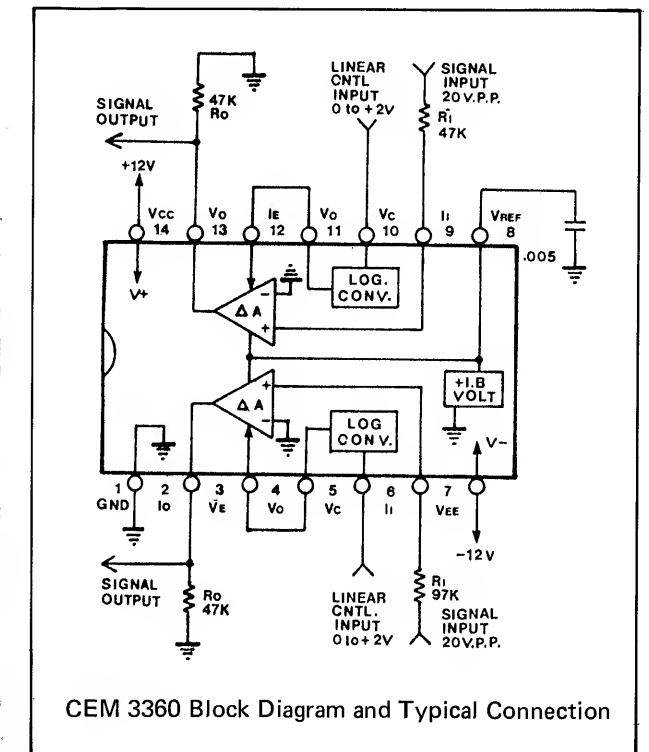 LINEAR
CNTL
INPUT
0 to +2V
SIGNAL
INPUT
20 V.P.P.
47K
Ro
RI
47K
SIGNAL
OUTPUT
+12V
VCC
14
VO
13
IE
12
VO
11
VC
10
II
9
VREF
8
.005
V+
LOG.
CONV.
ΔA
-
+
+I.B
VOLT
ΔA
+
-
LOG
CONV.
V-
1
GND
2
IO
3
VE
4
VO
5
VC
6
II
7
VEE
-12V
SIGNAL
OUTPUT
Ro
47K
LINEAR
CNTL.
INPUT
0 to +2V
RI
97K
SIGNAL
INPUT
20V.P.P.
CEM 3360 Block Diagram and Typical Connection